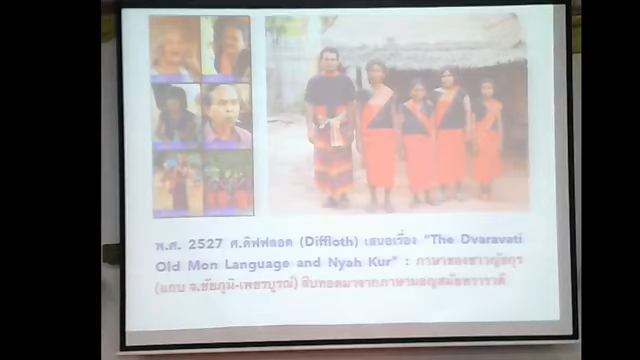 พ.ศ. 2527 ศ.ดิฟฟลอต (Diffloth) เสนอเรื่อง "The Dvaravati
Old Mon Language and Nyah Kur" : ภาษาของชาวญัฮกุร
(แถบ จ.ชัยภูมิ-เพชรบูรณ์) สืบทอดมาจากภาษามอญสมัยทวาราวดี